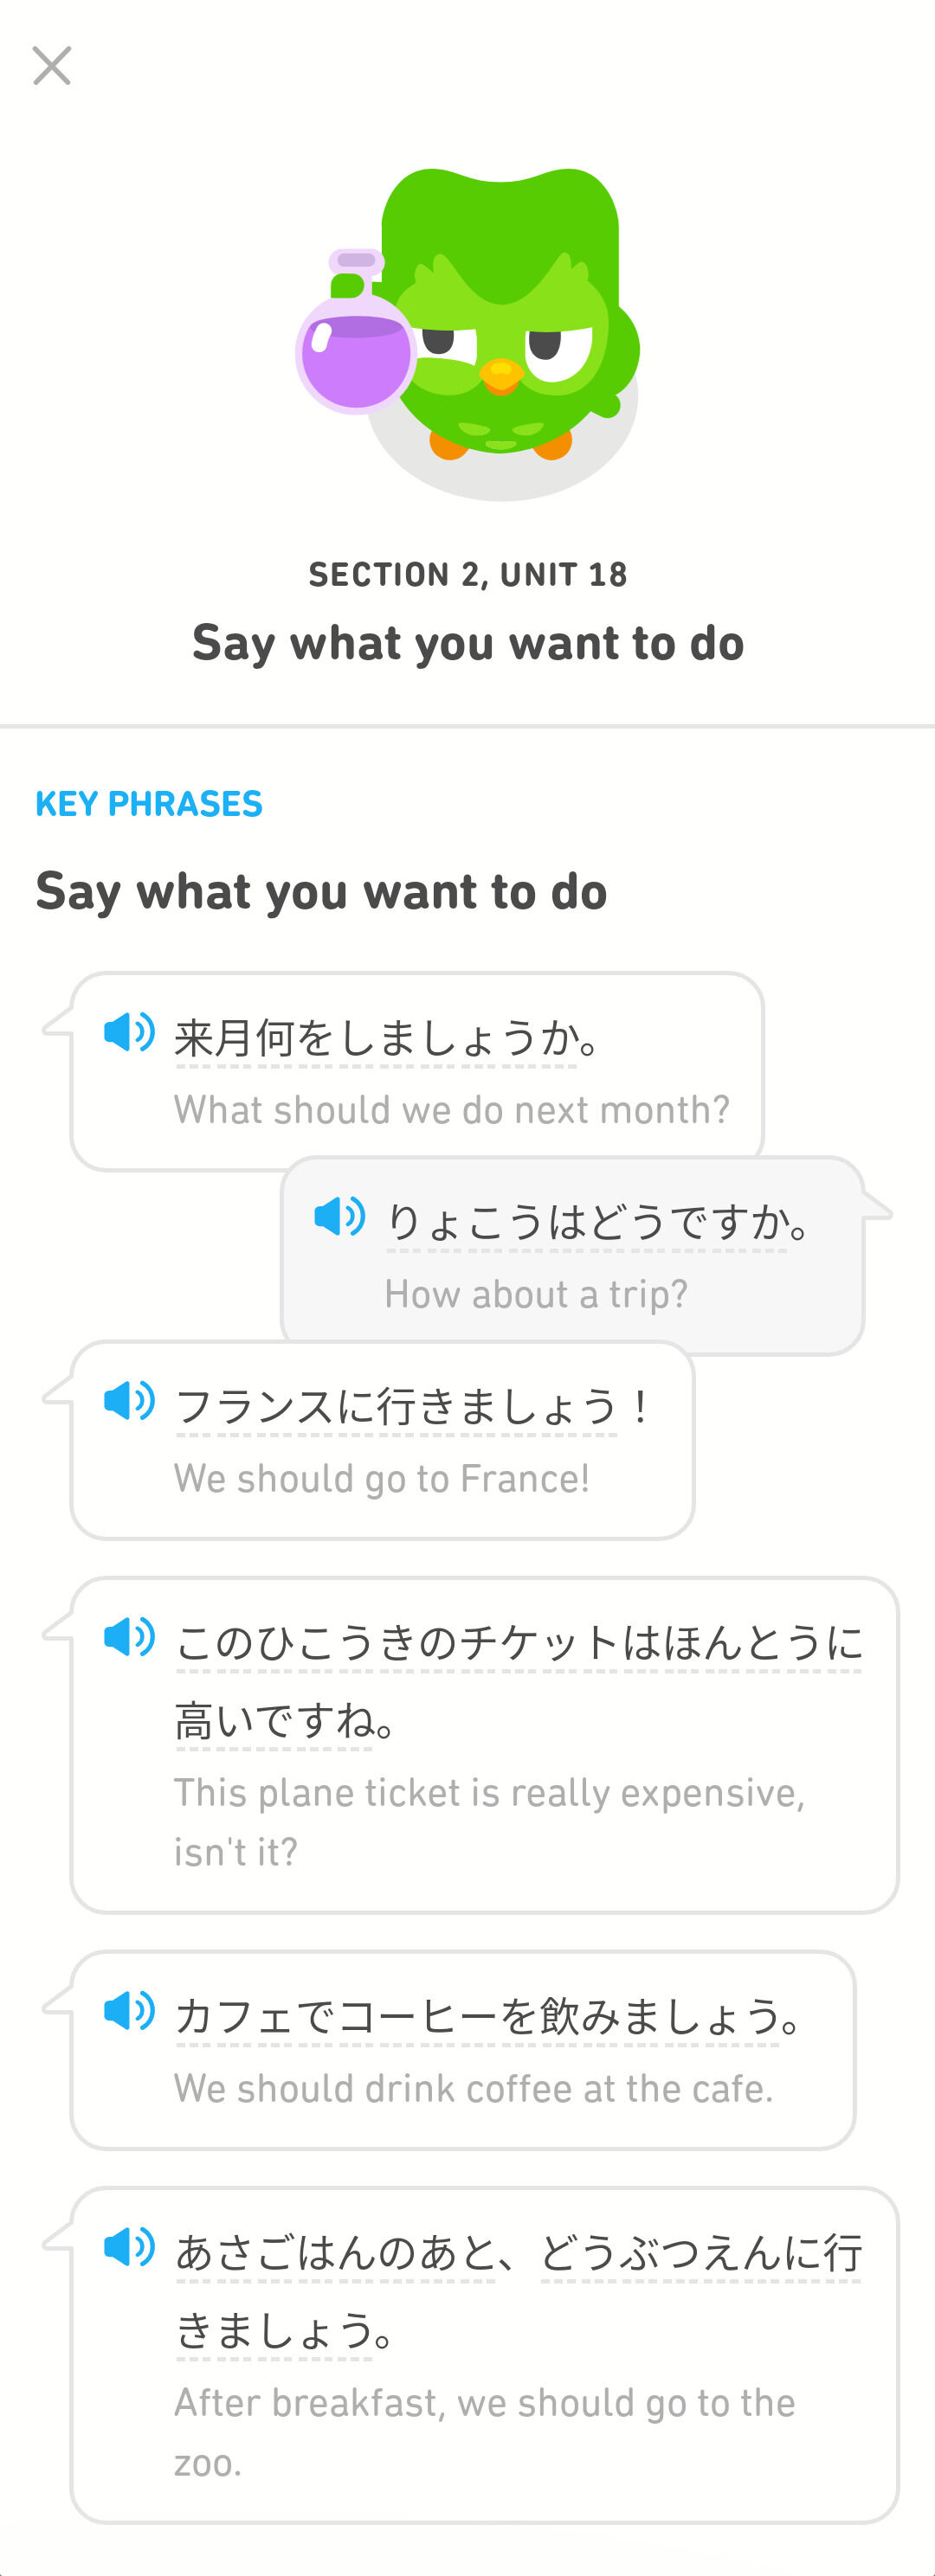 SECTION 2, UNIT 18
Say what you want to do
KEY PHRASES
Say what you want to do
来月何をしましょうか。
What should we do next month?
りょこうはどうですか。
How about a trip?
フランスに行きましょう！
We should go to France!
このひこうきのチケットはほんとうに
高いですね。
This plane ticket is really expensive,
isn't it?
カフェでコーヒーを飲みましょう。
We should drink coffee at the cafe.
あさごはんのあと、どうぶつえんに行
きましょう。
After breakfast, we should go to the
zoo.